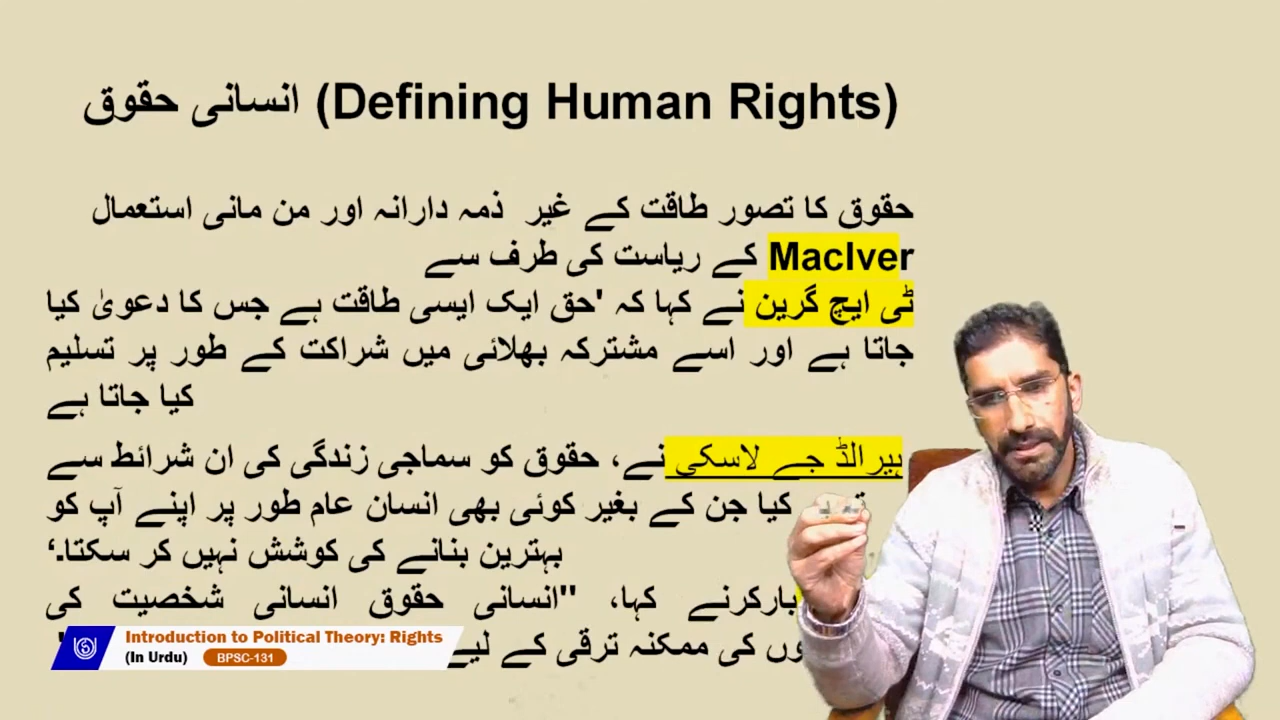 انسانی حقوق (Defining Human Rights)
حقوق کا تصور طاقت کے غیر ذمہ دارانہ اور من مانی استعمال
MacIver کے ریاست کی طرف سے
ٹی ایچ گرین نے کہا کہ 'حق ایک ایسی طاقت ہے جس کا دعویٰ کیا
جاتا ہے اور اسے مشترکہ بھلائی میں شراکت کے طور پر تسلیم
کیا جاتا ہے
ہیرالڈ جے لاسکی نے، حقوق کو سماجی زندگی کی ان شرائط سے
کیا جن کے بغیر کوئی بھی انسان عام طور پر اپنے آپ کو
بہترین بنانے کی کوشش نہیں کر سکتا۔‘
بارکرنے کہا، "انسانی حقوق انسانی شخصیت کی
کی ممکنہ ترقی کے لیے
Introduction to Political Theory: Rights
(In Urdu) BPSC-131